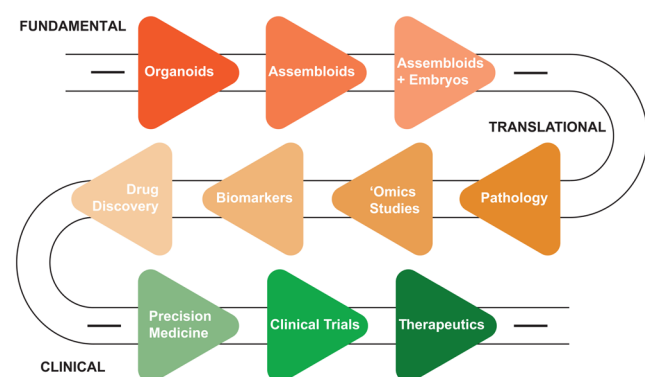 FUNDAMENTAL
Organoids
Assembloids
Assembloids
+ Embryos
TRANSLATIONAL
Pathology
‘Omics
Studies
Biomarkers
Drug
Discovery
CLINICAL
Precision
Medicine
Clinical Trials
Therapeutics